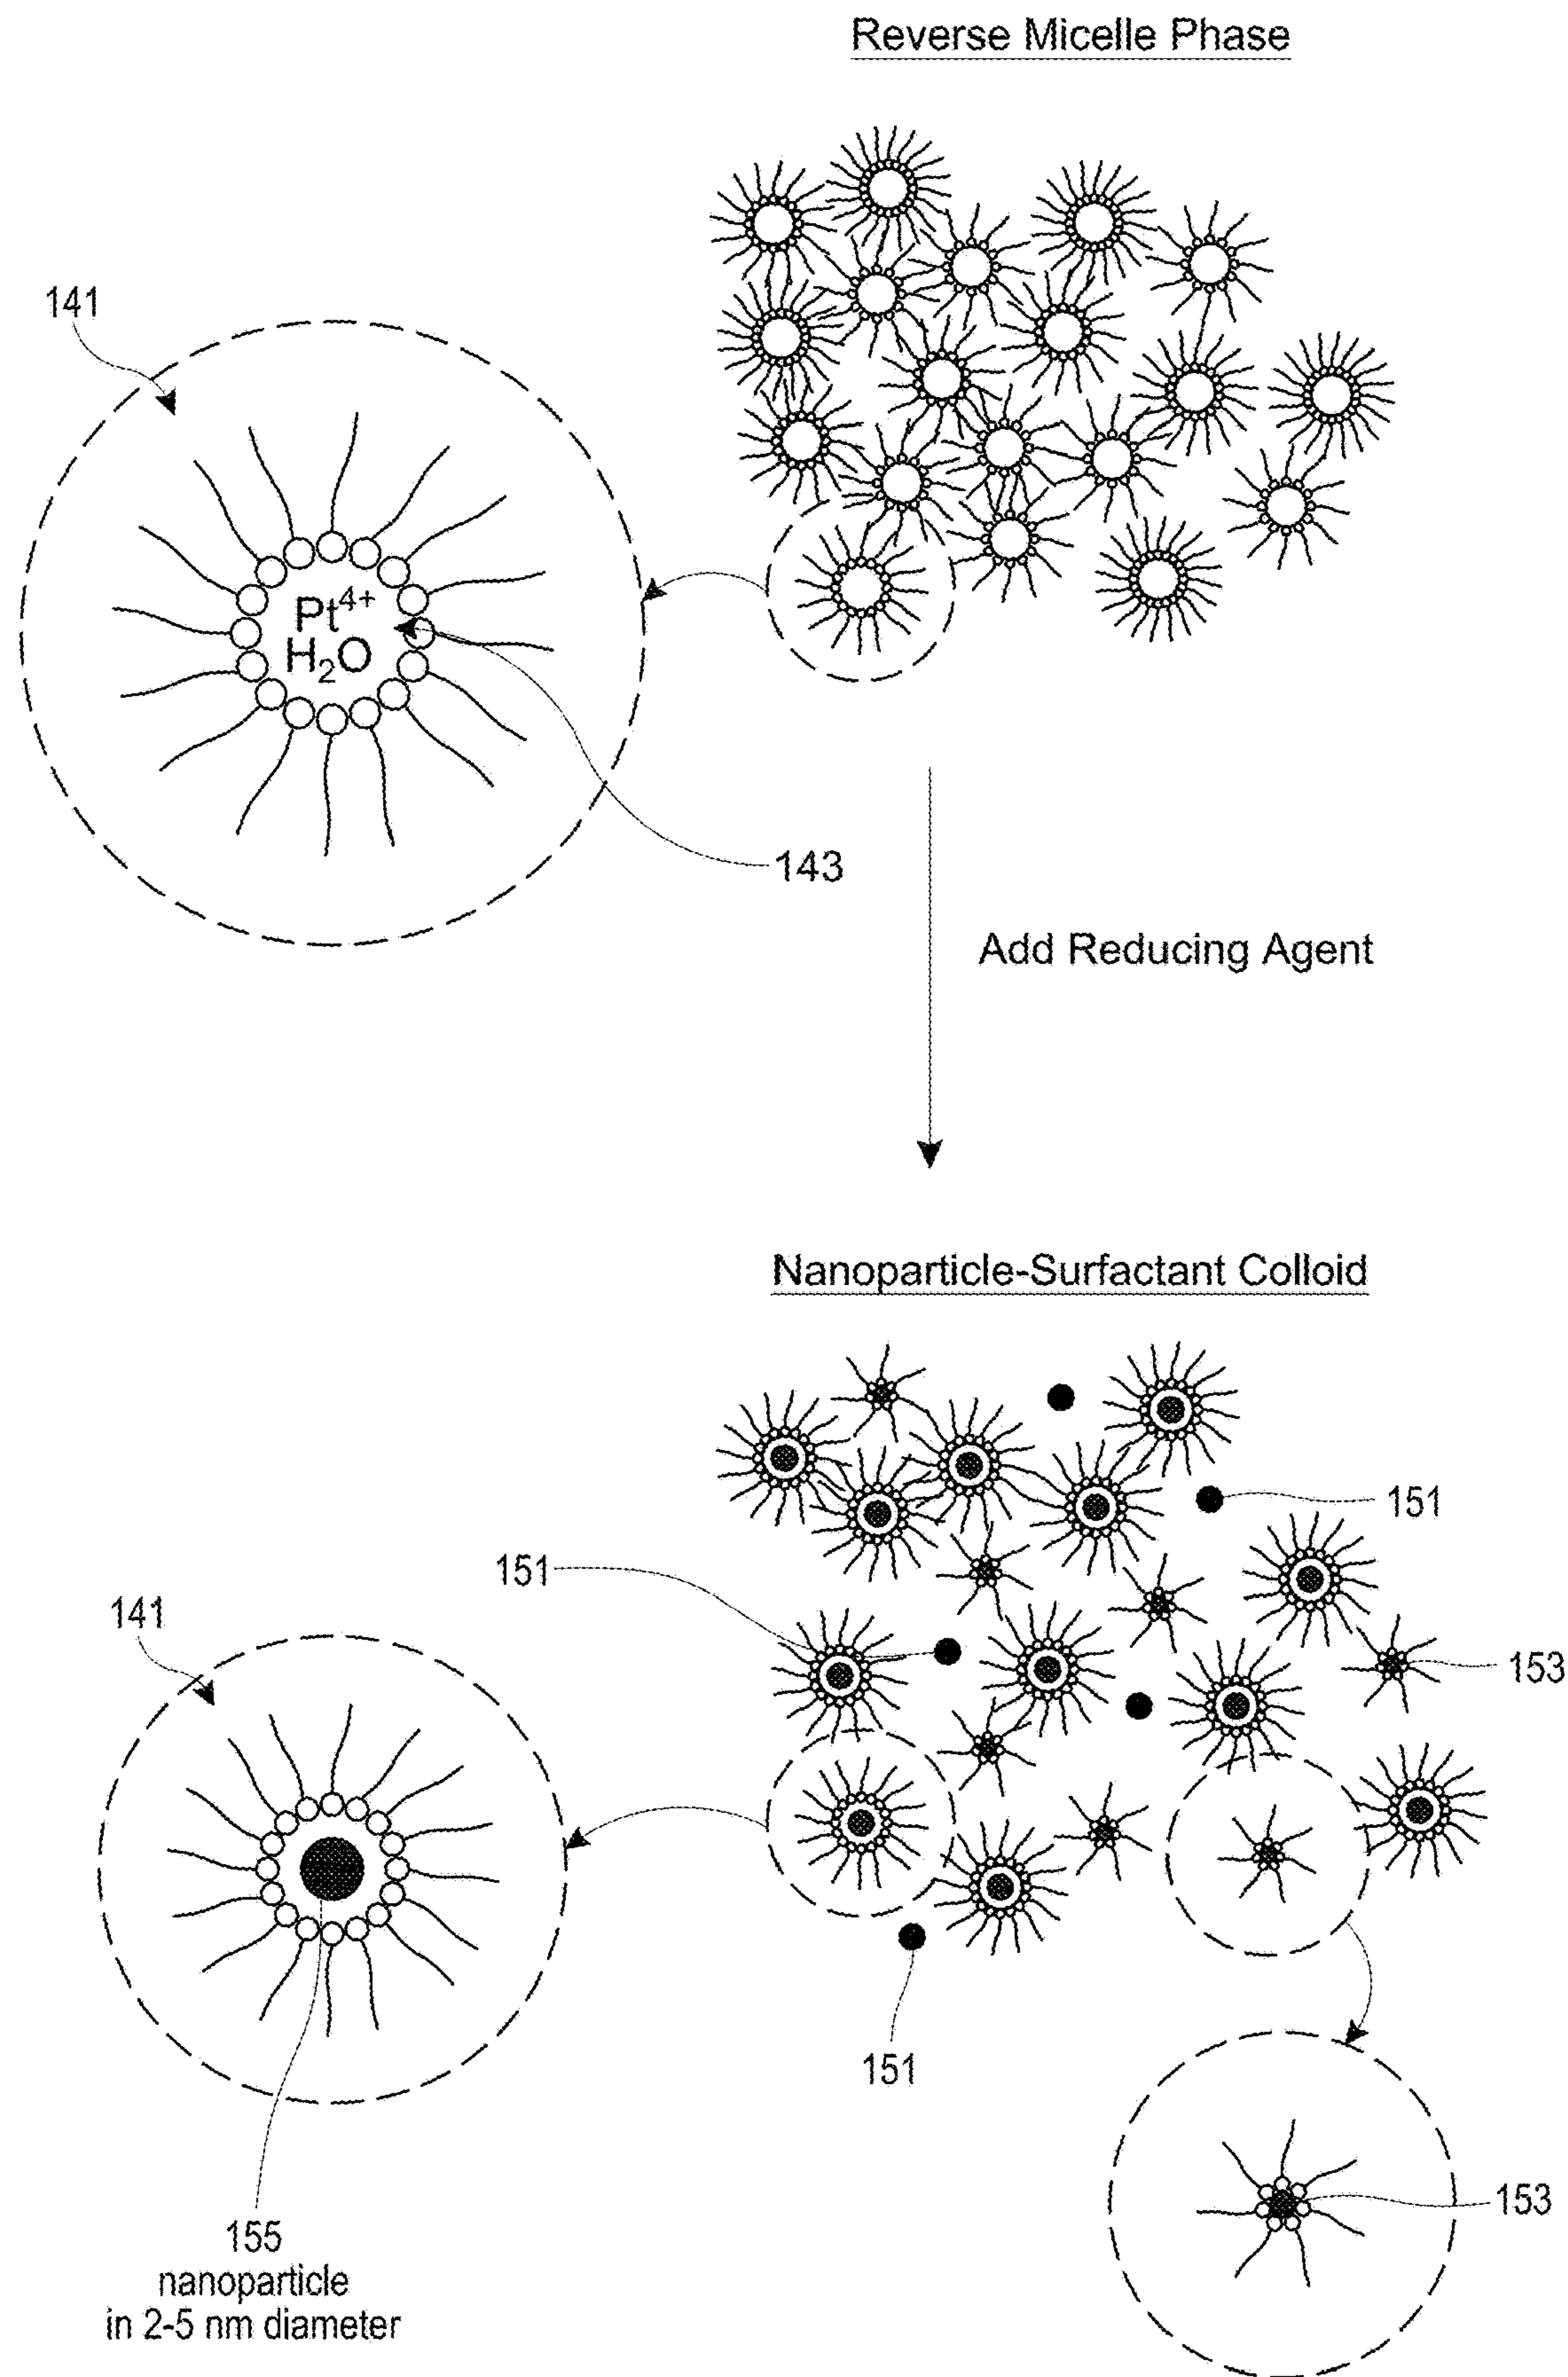 Reverse Micelle Phase
141
Pt4+
H2O
143
Add Reducing Agent
Nanoparticle-Surfactant Colloid
151
151
141
153
151
153
155
nanoparticle
in 2-5 nm diameter